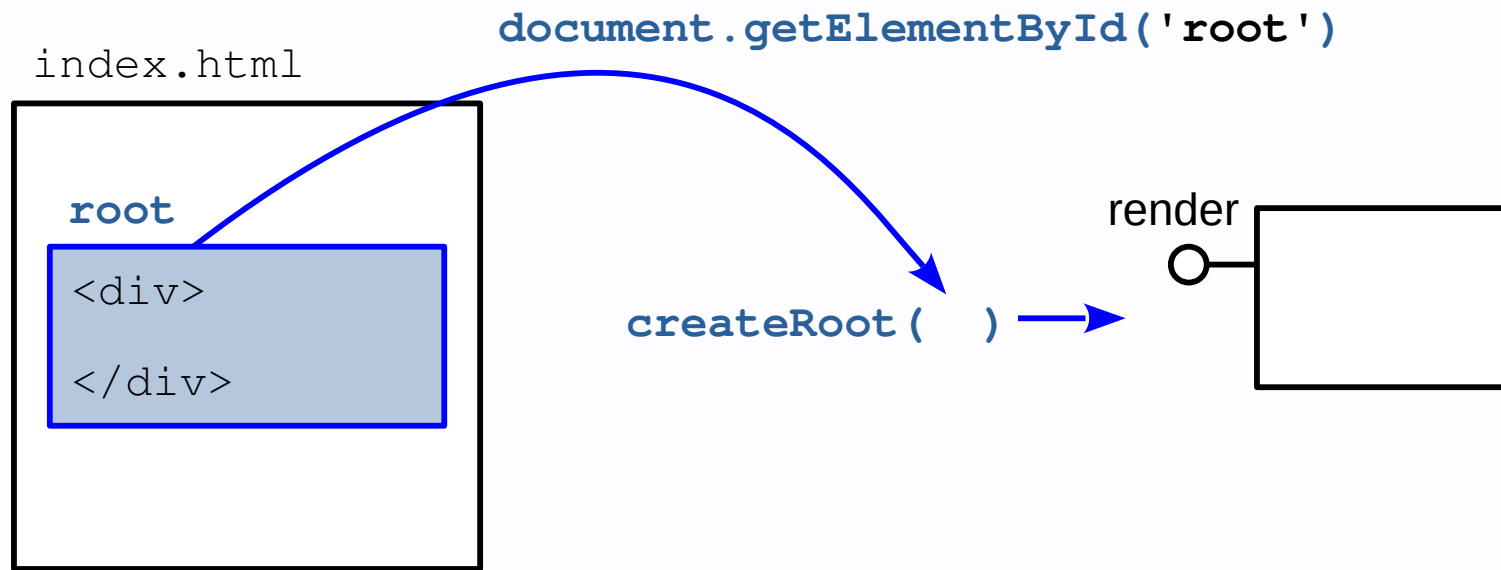 document.getElementById('root')
index.html
root
<div>
</div>
createRoot( )
render